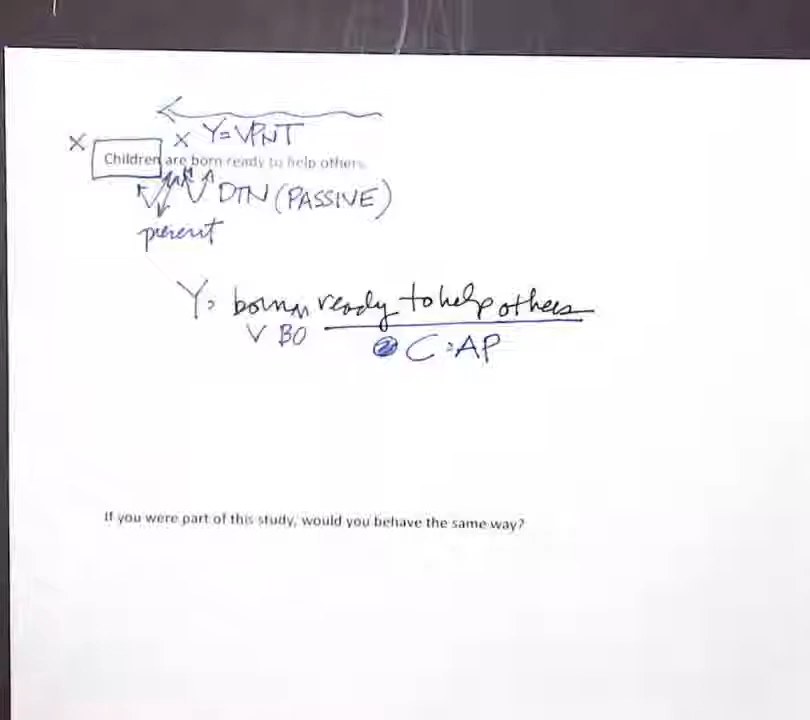 X X Y=VPNT
Children are born ready to help others.
DTN (PASSIVE)
present
Y= born ready to help others
V BO
C=AP
If you were part of this study, would you behave the same way?